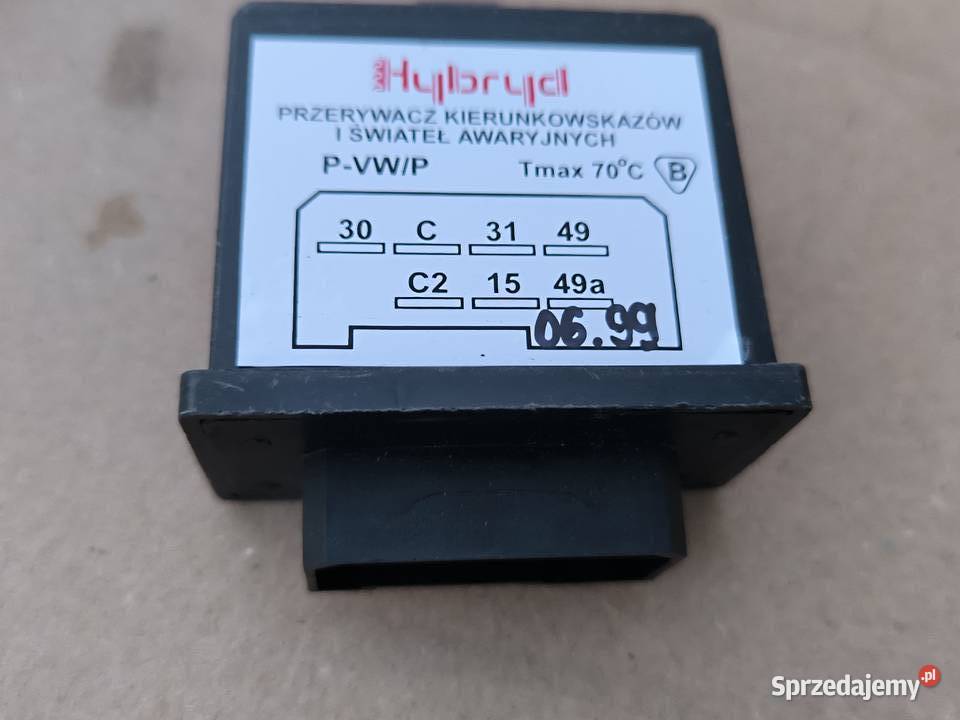 Hybryd
PRZERYWACZ KIERUNKOWSKAZÓW
I ŚWIATEŁ AWARYJNYCH
P-VW/P Tmax 70°C B
30 C 31 49
C2 15 49a
06.99
Sprzedajemy.pl